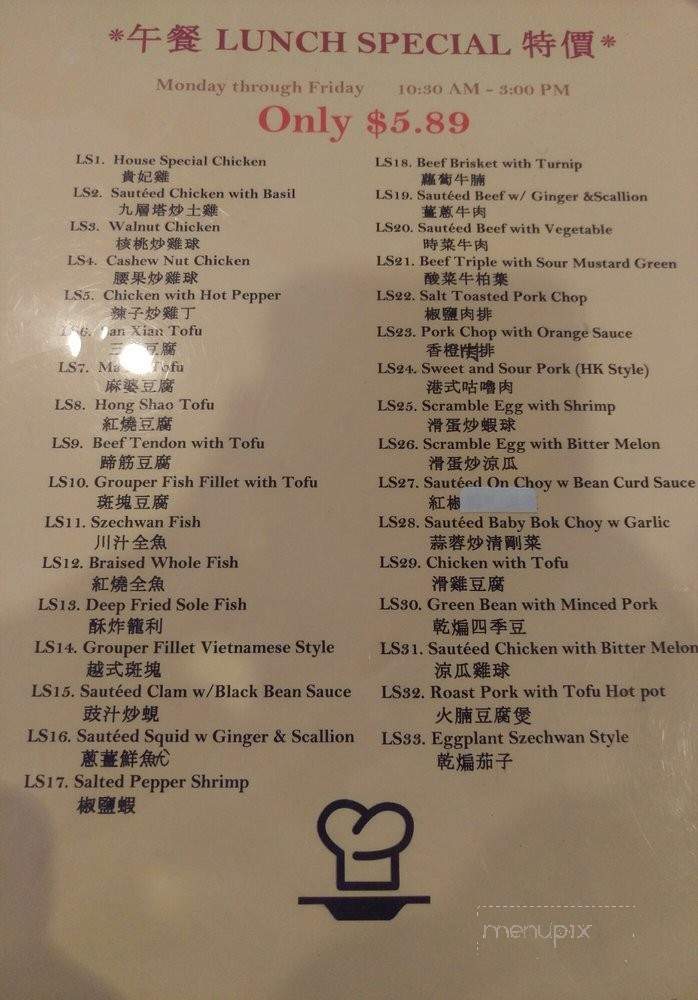 *午餐 LUNCH SPECIAL 特價*
Monday through Friday 10:30 AM - 3:00 PM
Only $5.89
LS1. House Special Chicken
貴妃雞
LS2. Sautéed Chicken with Basil
九層塔炒土雞
LS3. Walnut Chicken
核桃炒雞球
LS4. Cashew Nut Chicken
腰果炒雞球
LS5. Chicken with Hot Pepper
辣子炒雞丁
Xian Tofu
豆腐
LS7. Tofu
麻婆豆腐
LS8. Hong Shao Tofu
紅燒豆腐
LS9. Beef Tendon with Tofu
蹄筋豆腐
LS10. Grouper Fish Fillet with Tofu
斑塊豆腐
LS11. Szechwan Fish
川汁全魚
LS12. Braised Whole Fish
紅燒全魚
LS13. Deep Fried Sole Fish
酥炸龍利
LS14. Grouper Fillet Vietnamese Style
越式斑塊
LS15. Sautéed Clam w/Black Bean Sauce
豉汁炒蜆
LS16. Sautéed Squid w Ginger & Scallion
蔥薑鮮魷
LS17. Salted Pepper Shrimp
椒鹽蝦
LS18. Beef Brisket with Turnip
蘿蔔牛腩
LS19. Sautéed Beef w/ Ginger &Scallion
薑蔥牛肉
LS20. Sautéed Beef with Vegetable
時菜牛肉
LS21. Beef Triple with Sour Mustard Green
酸菜牛柏葉
LS22. Salt Toasted Pork Chop
椒鹽肉排
LS23. Pork Chop with Orange Sauce
香橙肉排
LS24. Sweet and Sour Pork (HK Style)
港式咕嚕肉
LS25. Scramble Egg with Shrimp
滑蛋炒蝦球
LS26. Scramble Egg with Bitter Melon
滑蛋炒涼瓜
LS27. Sautéed On Choy w Bean Curd Sauce
紅椒
LS28. Sautéed Baby Bok Choy w Garlic
蒜蓉炒清剛菜
LS29. Chicken with Tofu
滑雞豆腐
LS30. Green Bean with Minced Pork
乾煸四季豆
LS31. Sautéed Chicken with Bitter Melon
涼瓜雞球
LS32. Roast Pork with Tofu Hot pot
火腩豆腐煲
LS33. Eggplant Szechwan Style
乾煸茄子
menupix